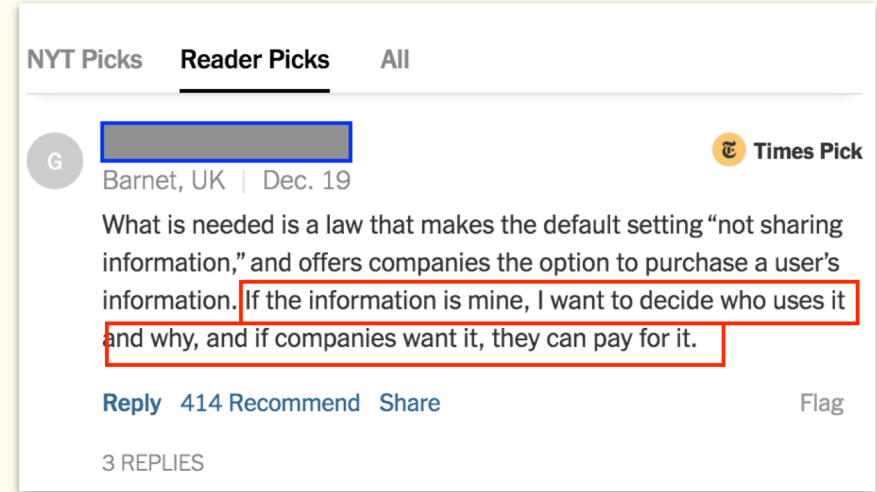 NYT Picks Reader Picks All
G
Times Pick
Barnet, UK | Dec. 19
What is needed is a law that makes the default setting “not sharing
information,” and offers companies the option to purchase a user’s
information. If the information is mine, I want to decide who uses it
and why, and if companies want it, they can pay for it.
Reply 414 Recommend Share Flag
3 REPLIES